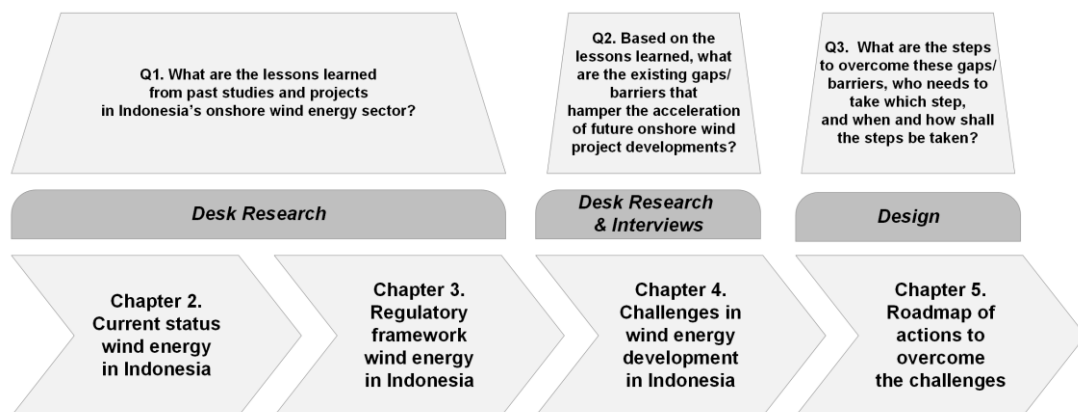 Q1. What are the lessons learned
from past studies and projects
in Indonesia's onshore wind energy sector?
Q2. Based on the
lessons learned, what
are the existing gaps/
barriers that
hamper the acceleration
of future onshore wind
project developments?
Q3. What are the steps
to overcome these gaps/
barriers, who needs to
take which step,
and when and how shall
the steps be taken?
Desk Research
Desk Research
& Interviews
Design
Chapter 2.
Current status
wind energy
in Indonesia
Chapter 3.
Regulatory
framework
wind energy
in Indonesia
Chapter 4.
Challenges in
wind energy
development
in Indonesia
Chapter 5.
Roadmap of
actions to
overcome
the challenges